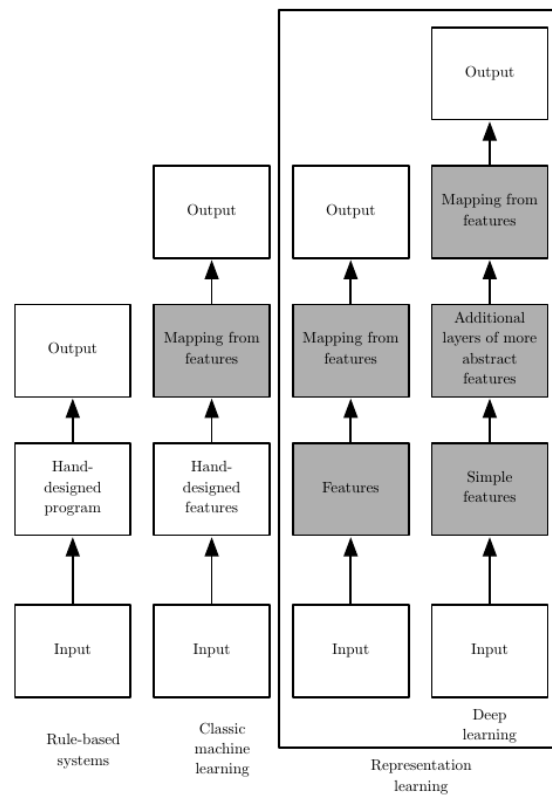 Output
Output
Output
Mapping from
features
Output
Mapping from
features
Mapping from
features
Additional
layers of more
abstract
features
Hand-
designed
program
Hand-
designed
features
Features
Simple
features
Input
Input
Input
Input
Rule-based
systems
Classic
machine
learning
Representation
learning
Deep
learning